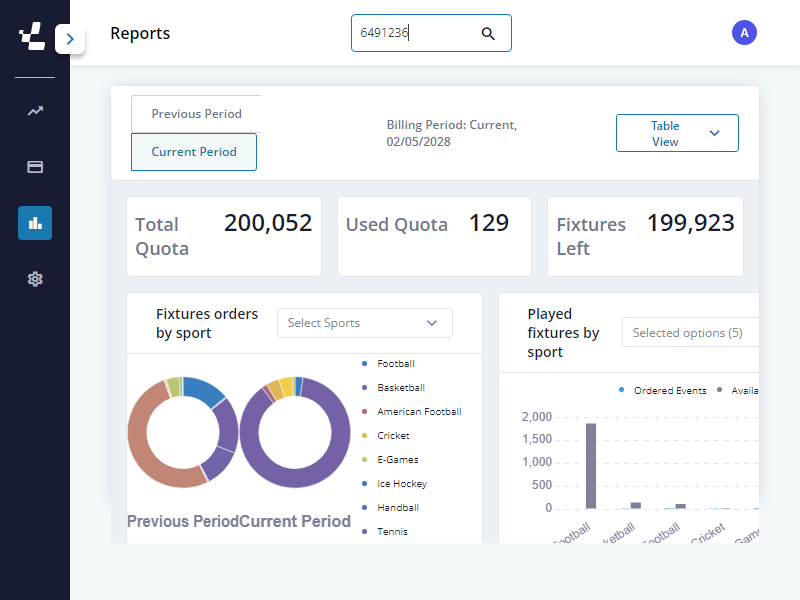 Reports
6491236
A
Previous Period
Current Period
Billing Period: Current,
02/05/2028
Table
View
Total
Quota
200,052
Used Quota
129
Fixtures
Left
199,923
Fixtures orders
by sport
Select Sports
Football
Basketball
American Football
Cricket
E-Games
Ice Hockey
Handball
Tennis
Previous Period
Current Period
Played
fixtures by
sport
Selected options (5)
Ordered Events
Availa
2,000
1,500
1,000
500
0
ootball
ketball
ootball
Cricket
Game